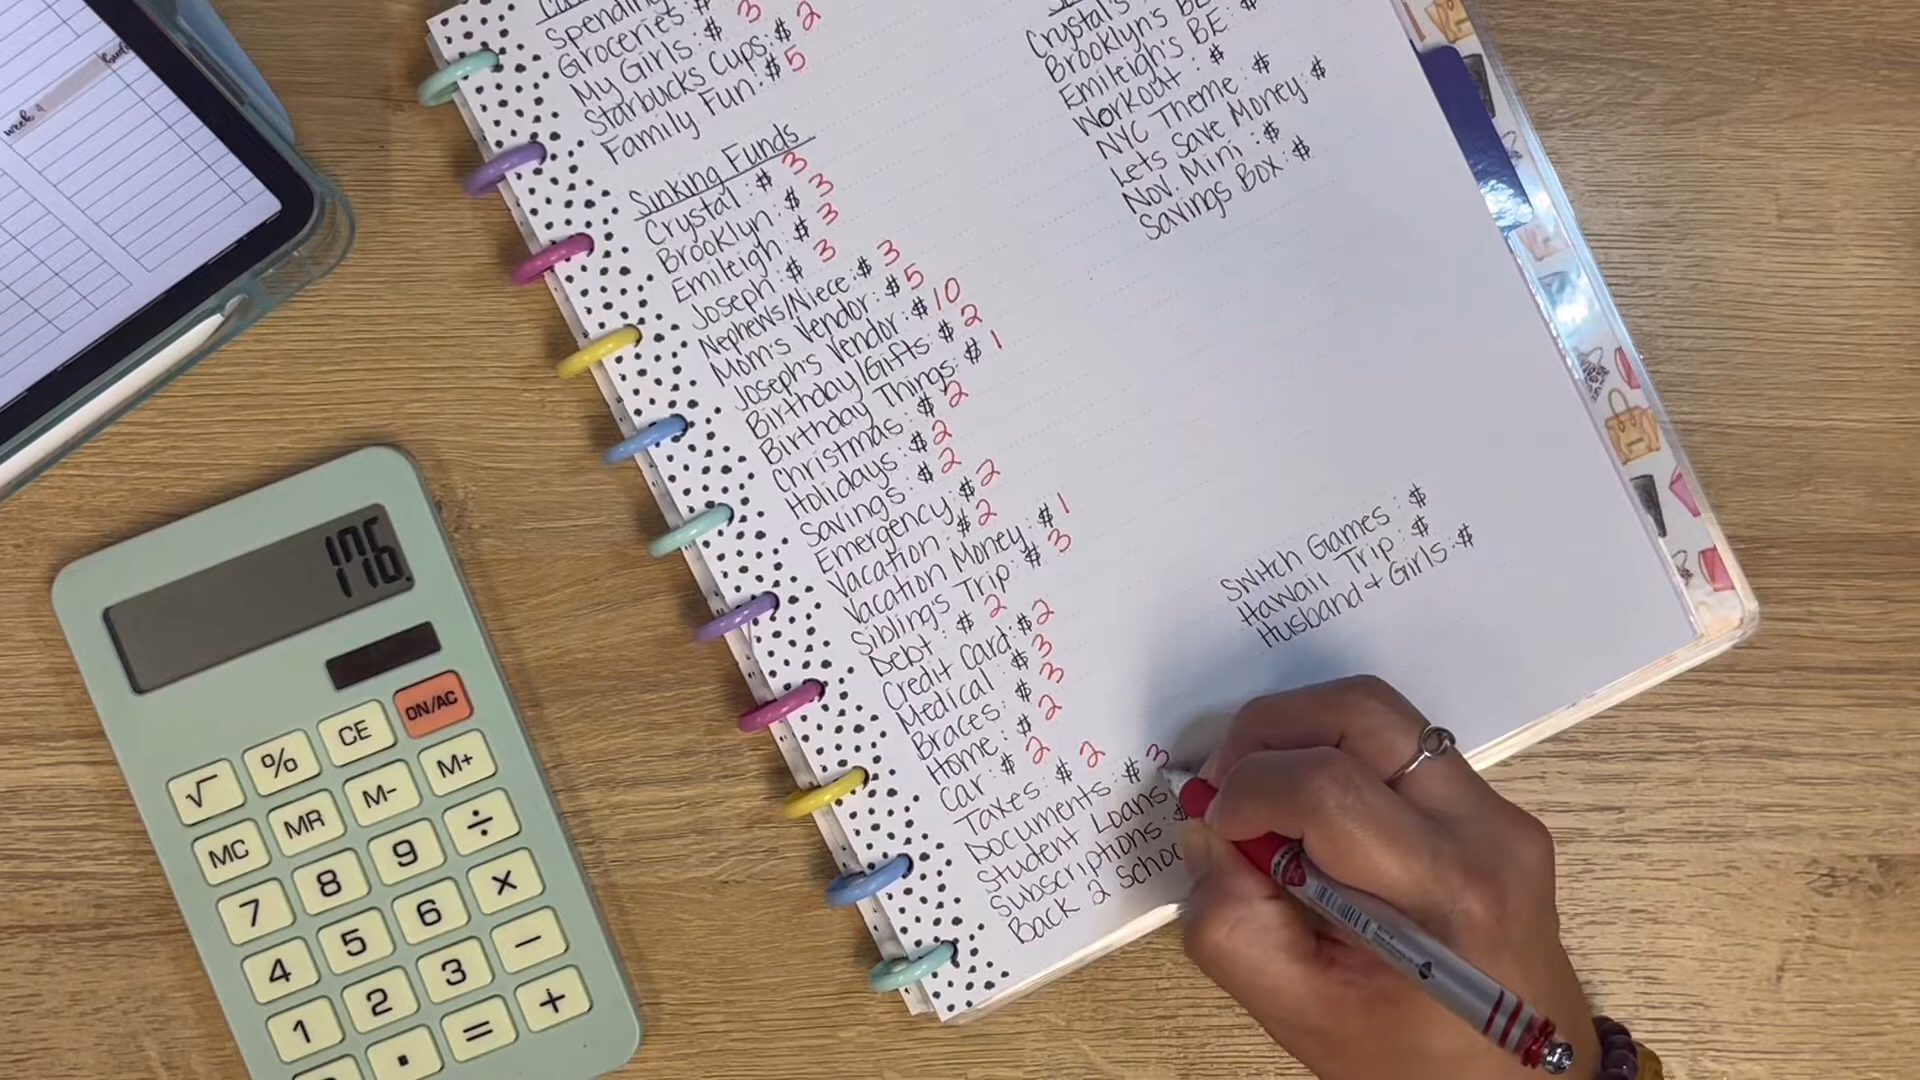 week 4
Spending: $
Groceries: $ 3
My Girls: $ 2
Starbucks Cups: $
Family Fun: $ 5
Sinking Funds
Crystal: $ 3
Brooklyn: $ 3
Emileigh: $ 3
Joseph: $ 3
Nephews/Niece: $ 3
Mom's Vendor: $ 5
Joseph's Vendor: $ 10
Birthday/Gifts $ 2
Birthday Things: $ 1
Christmas: $ 2
Holidays: $ 2
Savings: $ 2
Emergency: $ 2
Vacation: $ 2
Vacation Money: $ 1
Sibling's Trip: $ 3
Debt: $ 2
Credit Card: $ 2
Medical: $ 3
Braces: $ 3
Home: $ 2
Car: $ 2
Taxes: $ 2
Documents: $ 3
Student Loans
Subscriptions: $
Back 2
Crystal's
Brooklyn's BE
Emileigh's BE: $
Workout: $
NYC Theme: $
Lets Save Money: $
Nov. Mini: $
Savings Box: $
Switch Games: $
Hawaii Trip: $
Husband + Girls: $
176.
√ % CE ON/AC
MC MR M- M+
7 8 9 ÷
4 5 6 ×
1 2 3 −
. = +